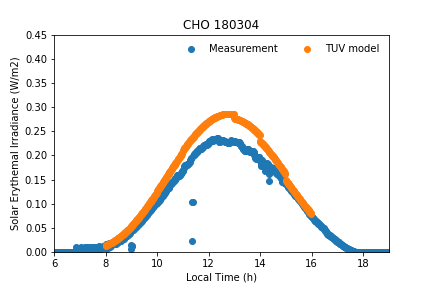 CHO 180304
Measurement TUV model
Solar Erythemal Irradiance (W/m2)
0.45
0.40
0.35
0.30
0.25
0.20
0.15
0.10
0.05
0.00
6 8 10 12 14 16 18
Local Time (h)